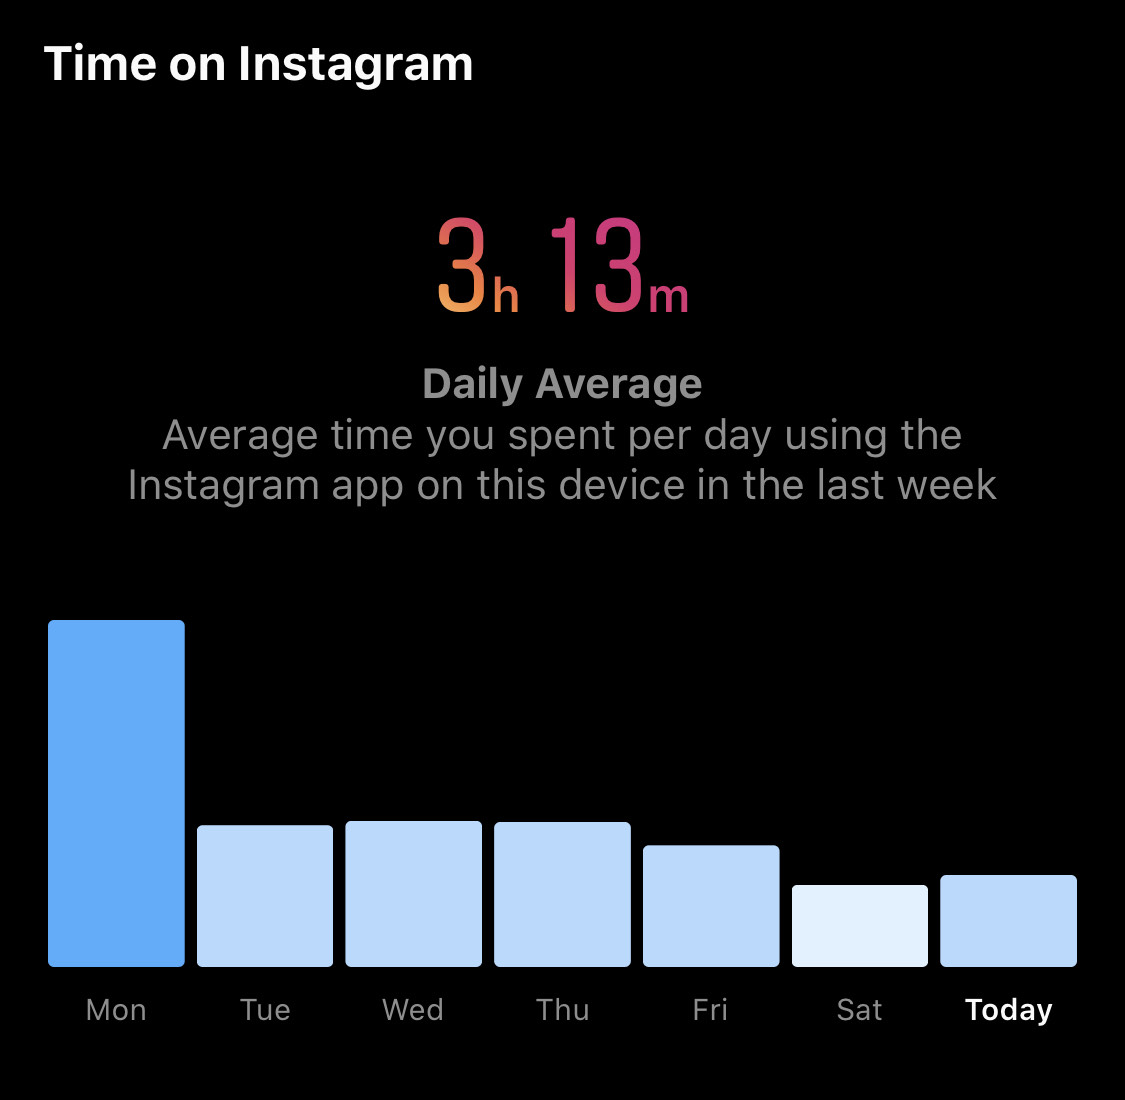 Time on Instagram
3h 13m
Daily Average
Average time you spent per day using the
Instagram app on this device in the last week
Mon Tue Wed Thu Fri Sat Today